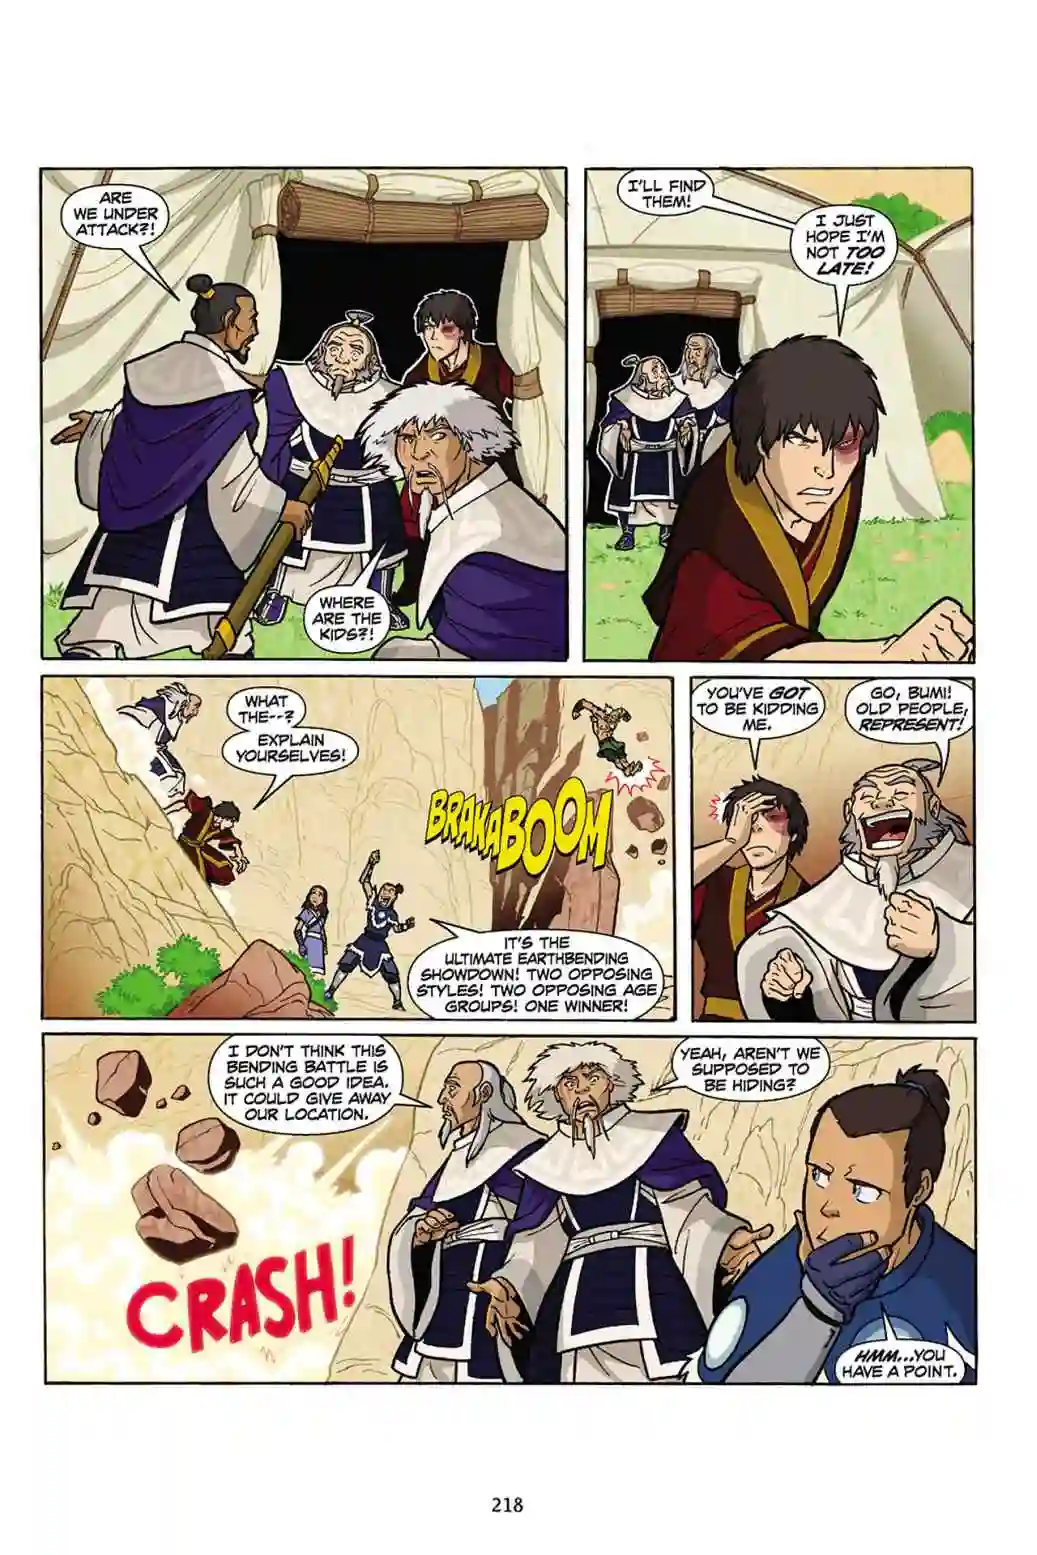 ARE
WE UNDER
ATTACK?!
WHERE
ARE THE
KIDS?!
I'LL FIND
THEM!
I JUST
HOPE I'M
NOT TOO
LATE!
WHAT
THE--?
EXPLAIN
YOURSELVES!
BRAKABOOM
IT'S THE
ULTIMATE EARTHBENDING
SHOWDOWN! TWO OPPOSING
STYLES! TWO OPPOSING AGE
GROUPS! ONE WINNER!
YOU'VE GOT
TO BE KIDDING
ME.
GO, BUMI!
OLD PEOPLE,
REPRESENT!
I DON'T THINK THIS
BENDING BATTLE IS
SUCH A GOOD IDEA.
IT COULD GIVE AWAY
OUR LOCATION.
CRASH!
YEAH, AREN'T WE
SUPPOSED TO
BE HIDING?
HMM...YOU
HAVE A POINT.
218